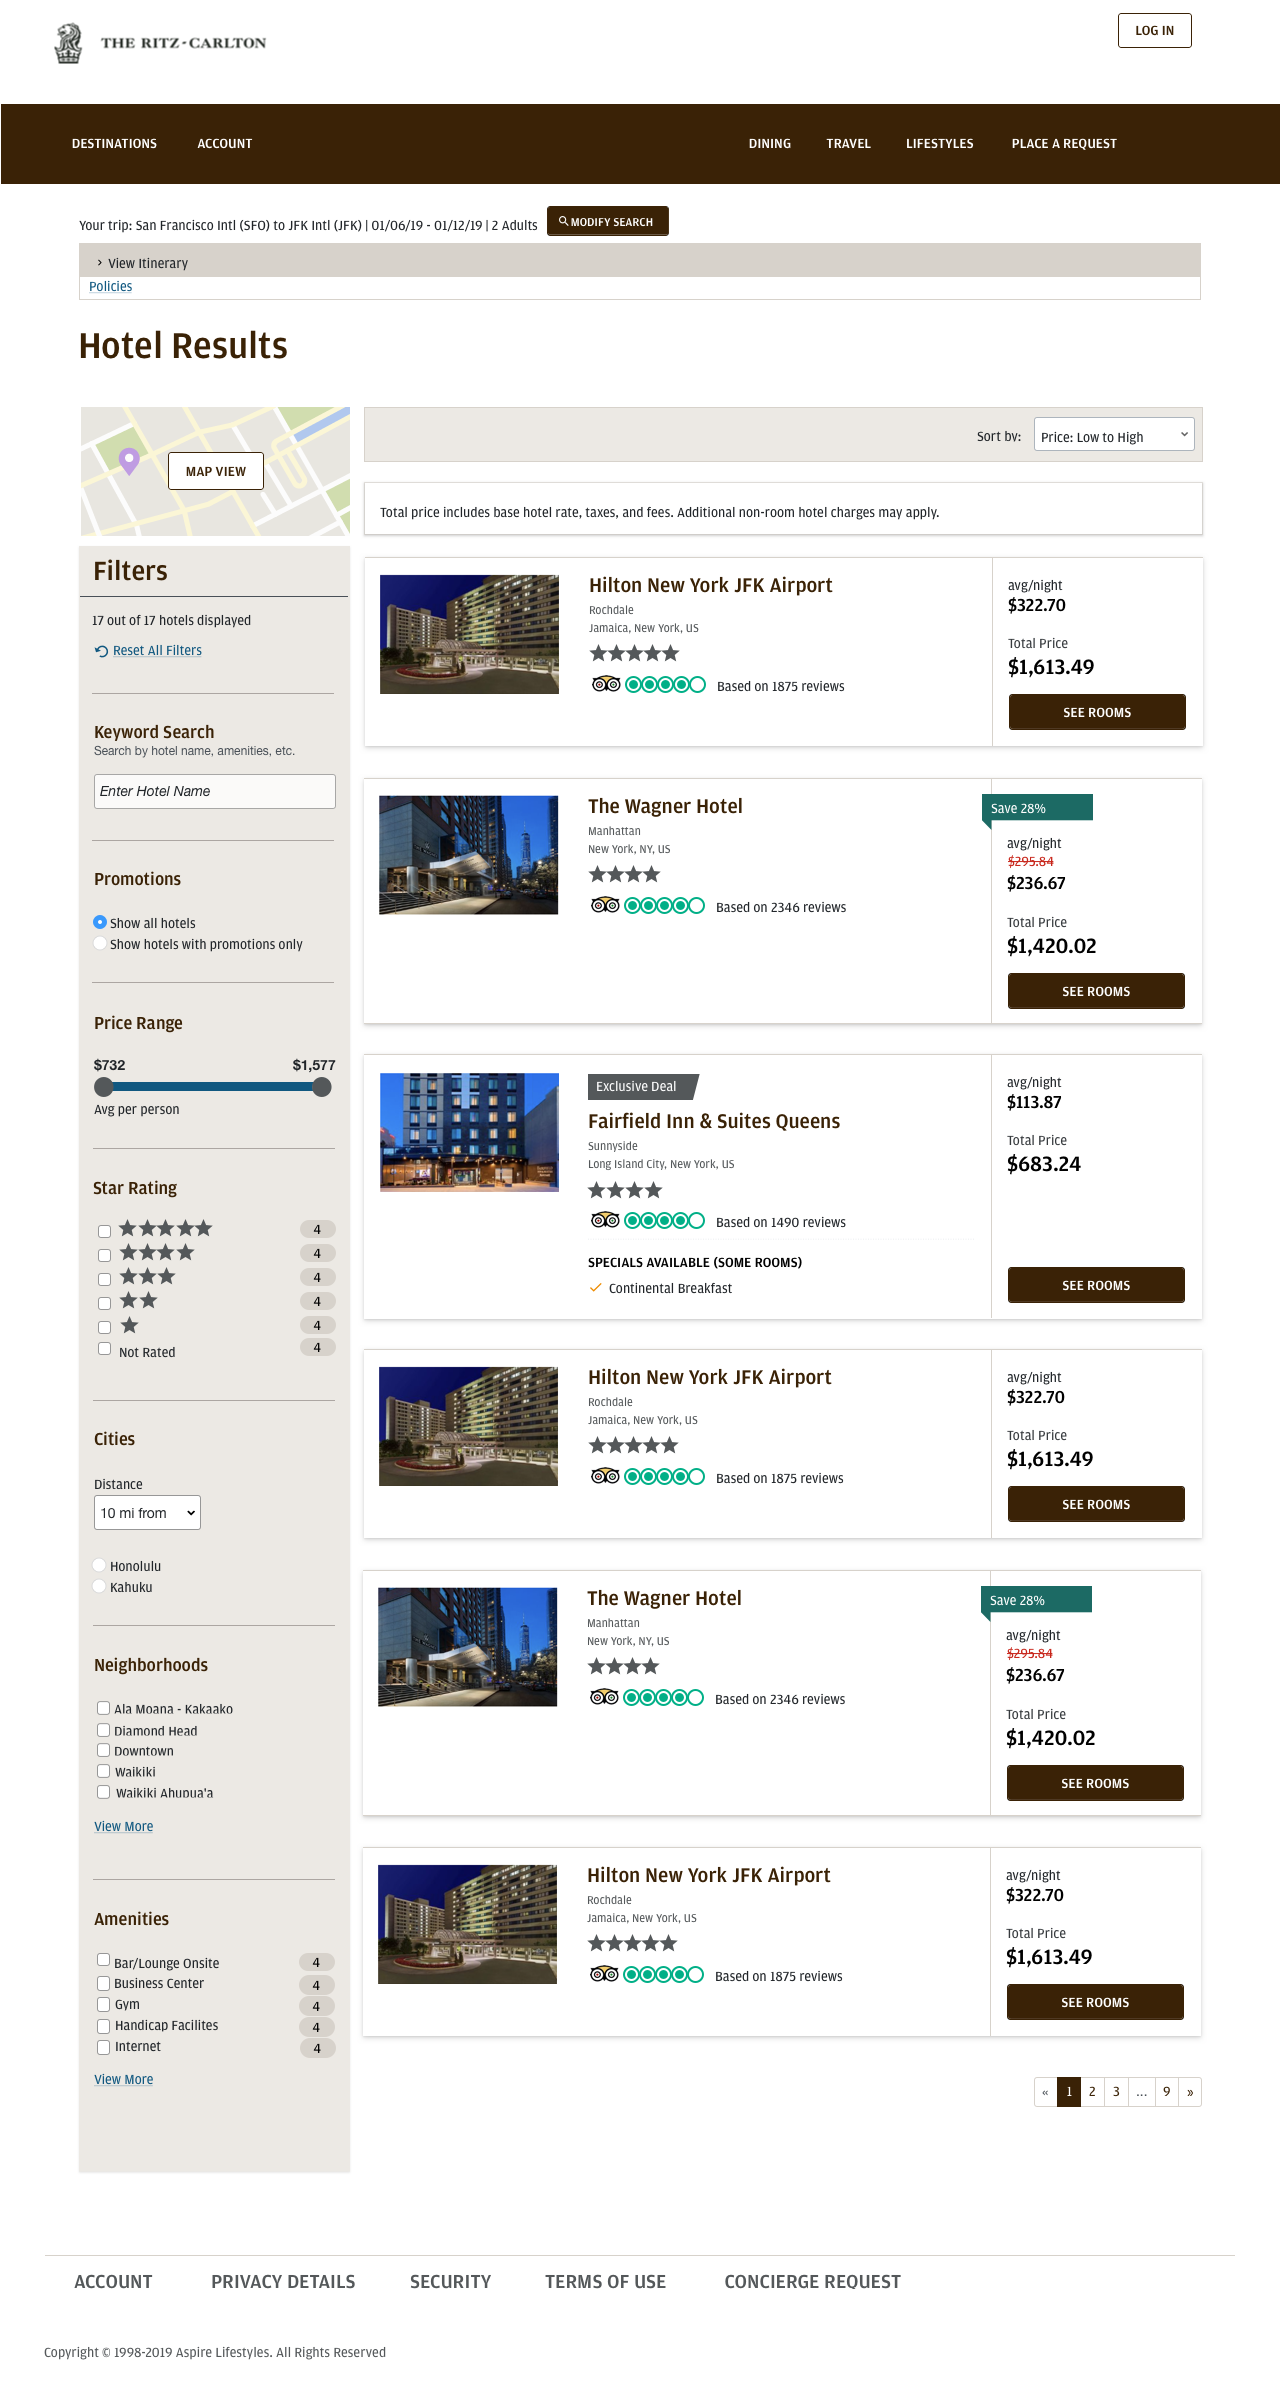 THE RITZ-CARLTON
LOG IN
DESTINATIONS ACCOUNT DINING TRAVEL LIFESTYLES PLACE A REQUEST
Your trip: San Francisco Intl (SFO) to JFK Intl (JFK) | 01/06/19 - 01/12/19 | 2 Adults MODIFY SEARCH
View Itinerary
Policies
Hotel Results
MAP VIEW
Filters
17 out of 17 hotels displayed
Reset All Filters
Keyword Search
Search by hotel name, amenities, etc.
Enter Hotel Name
Promotions
Show all hotels
Show hotels with promotions only
Price Range
$732 $1,577
Avg per person
Star Rating
4
4
4
4
4
Not Rated 4
Cities
Distance
10 mi from
Honolulu
Kahuku
Neighborhoods
Ala Moana - Kakaako
Diamond Head
Downtown
Waikiki
Waikiki Ahupua'a
View More
Amenities
Bar/Lounge Onsite 4
Business Center 4
Gym 4
Handicap Facilites 4
Internet 4
View More
Sort by: Price: Low to High
Total price includes base hotel rate, taxes, and fees. Additional non-room hotel charges may apply.
Hilton New York JFK Airport
Rochdale
Jamaica, New York, US
Based on 1875 reviews
avg/night
$322.70
Total Price
$1,613.49
SEE ROOMS
The Wagner Hotel
Manhattan
New York, NY, US
Based on 2346 reviews
Save 28%
avg/night
$295.84
$236.67
Total Price
$1,420.02
SEE ROOMS
Exclusive Deal
Fairfield Inn & Suites Queens
Sunnyside
Long Island City, New York, US
Based on 1490 reviews
SPECIALS AVAILABLE (SOME ROOMS)
Continental Breakfast
avg/night
$113.87
Total Price
$683.24
SEE ROOMS
Hilton New York JFK Airport
Rochdale
Jamaica, New York, US
Based on 1875 reviews
avg/night
$322.70
Total Price
$1,613.49
SEE ROOMS
The Wagner Hotel
Manhattan
New York, NY, US
Based on 2346 reviews
Save 28%
avg/night
$295.84
$236.67
Total Price
$1,420.02
SEE ROOMS
Hilton New York JFK Airport
Rochdale
Jamaica, New York, US
Based on 1875 reviews
avg/night
$322.70
Total Price
$1,613.49
SEE ROOMS
« 1 2 3 ... 9 »
ACCOUNT PRIVACY DETAILS SECURITY TERMS OF USE CONCIERGE REQUEST
Copyright © 1998-2019 Aspire Lifestyles. All Rights Reserved